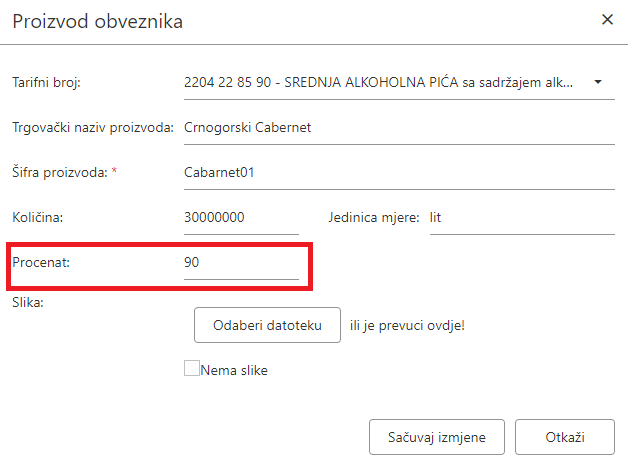 Proizvod obveznika
Tarifni broj: 2204 22 85 90 - SREDNJA ALKOHOLNA PIĆA sa sadržajem alk...
Trgovački naziv proizvoda: Crnogorski Cabernet
Šifra proizvoda: * Cabarnet01
Količina: 30000000 Jedinica mjere: lit
Procenat: 90
Slika:
Odaberi datoteku ili je prevuci ovdje!
Nema slike
Sačuvaj izmjene Otkaži